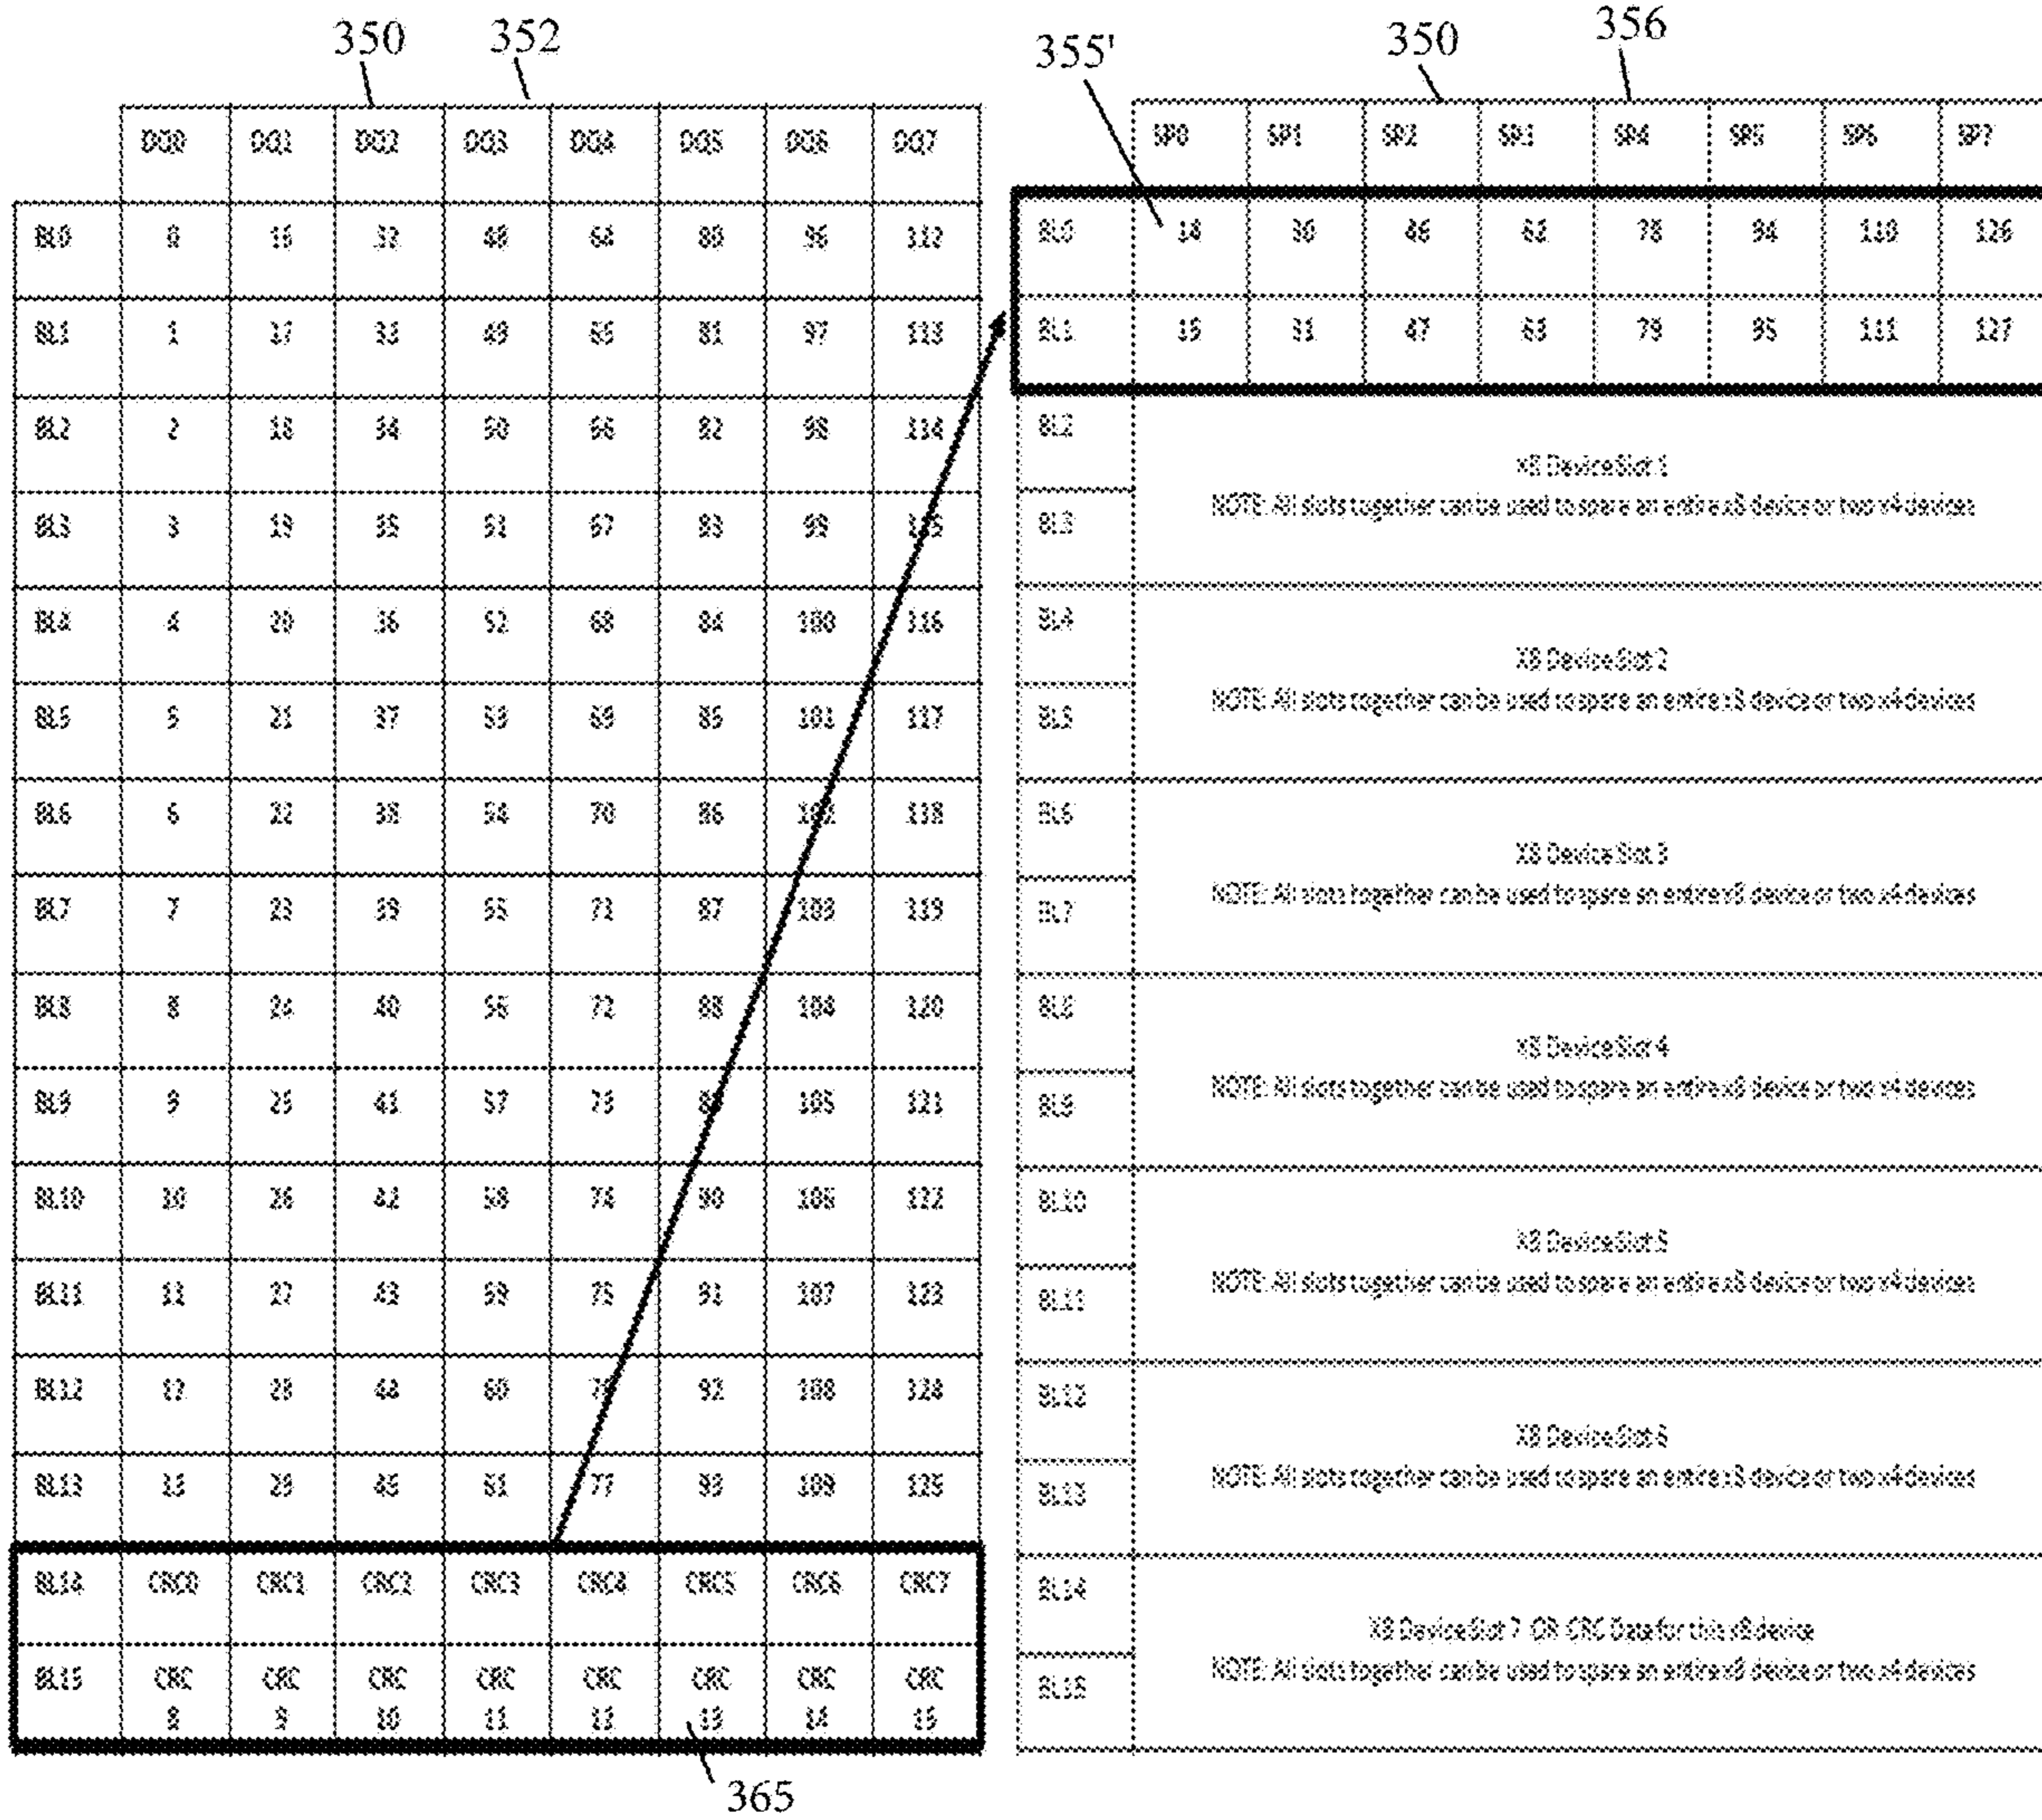 350 352
DQ0 DQ1 DQ2 DQ3 DQ4 DQ5 DQ6 DQ7
BL0 0 16 32 48 64 80 96 112
BL1 1 17 33 49 65 81 97 113
BL2 2 18 34 50 66 82 98 114
BL3 3 19 35 51 67 83 99 115
BL4 4 20 36 52 68 84 100 116
BL5 5 21 37 53 69 85 101 117
BL6 6 22 38 54 70 86 102 118
BL7 7 23 39 55 71 87 103 119
BL8 8 24 40 56 72 88 104 120
BL9 9 25 41 57 73 89 105 121
BL10 10 26 42 58 74 90 106 122
BL11 11 27 43 59 75 91 107 123
BL12 12 28 44 60 76 92 108 124
BL13 13 29 45 61 77 93 109 125
BL14 CRC0 CRC1 CRC2 CRC3 CRC4 CRC5 CRC6 CRC7
BL15 CRC CRC CRC CRC CRC CRC CRC CRC
8 9 10 11 12 13 14 15
365
355' 350 356
SP0 SP1 SP2 SP3 SP4 SP5 SP6 SP7
BL0 14 30 46 62 78 94 110 126
BL1 15 31 47 63 79 95 111 127
BL2
X8 Device Slot 1
NOTE: All slots together can be used to spare an entire x8 device or two x4 devices
BL3
BL4
X8 Device Slot 2
NOTE: All slots together can be used to spare an entire x8 device or two x4 devices
BL5
BL6
X8 Device Slot 3
NOTE: All slots together can be used to spare an entire x8 device or two x4 devices
BL7
BL8
X8 Device Slot 4
NOTE: All slots together can be used to spare an entire x8 device or two x4 devices
BL9
BL10
X8 Device Slot 5
NOTE: All slots together can be used to spare an entire x8 device or two x4 devices
BL11
BL12
X8 Device Slot 6
NOTE: All slots together can be used to spare an entire x8 device or two x4 devices
BL13
BL14
X8 Device Slot 7 OR CRC Data for this x8 device
NOTE: All slots together can be used to spare an entire x8 device or two x4 devices
BL15